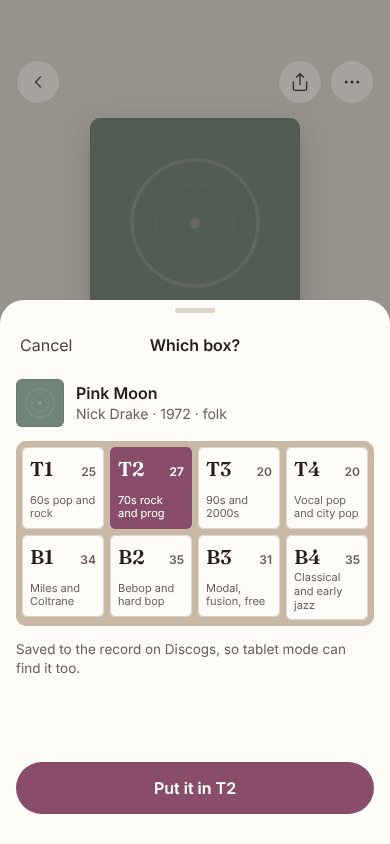 Cancel
Which box?
Pink Moon
Nick Drake · 1972 · folk
T1 25
60s pop and
rock
T2 27
70s rock
and prog
T3 20
90s and
2000s
T4 20
Vocal pop
and city pop
B1 34
Miles and
Coltrane
B2 35
Bebop and
hard bop
B3 31
Modal,
fusion, free
B4 35
Classical
and early
jazz
Saved to the record on Discogs, so tablet mode can
find it too.
Put it in T2